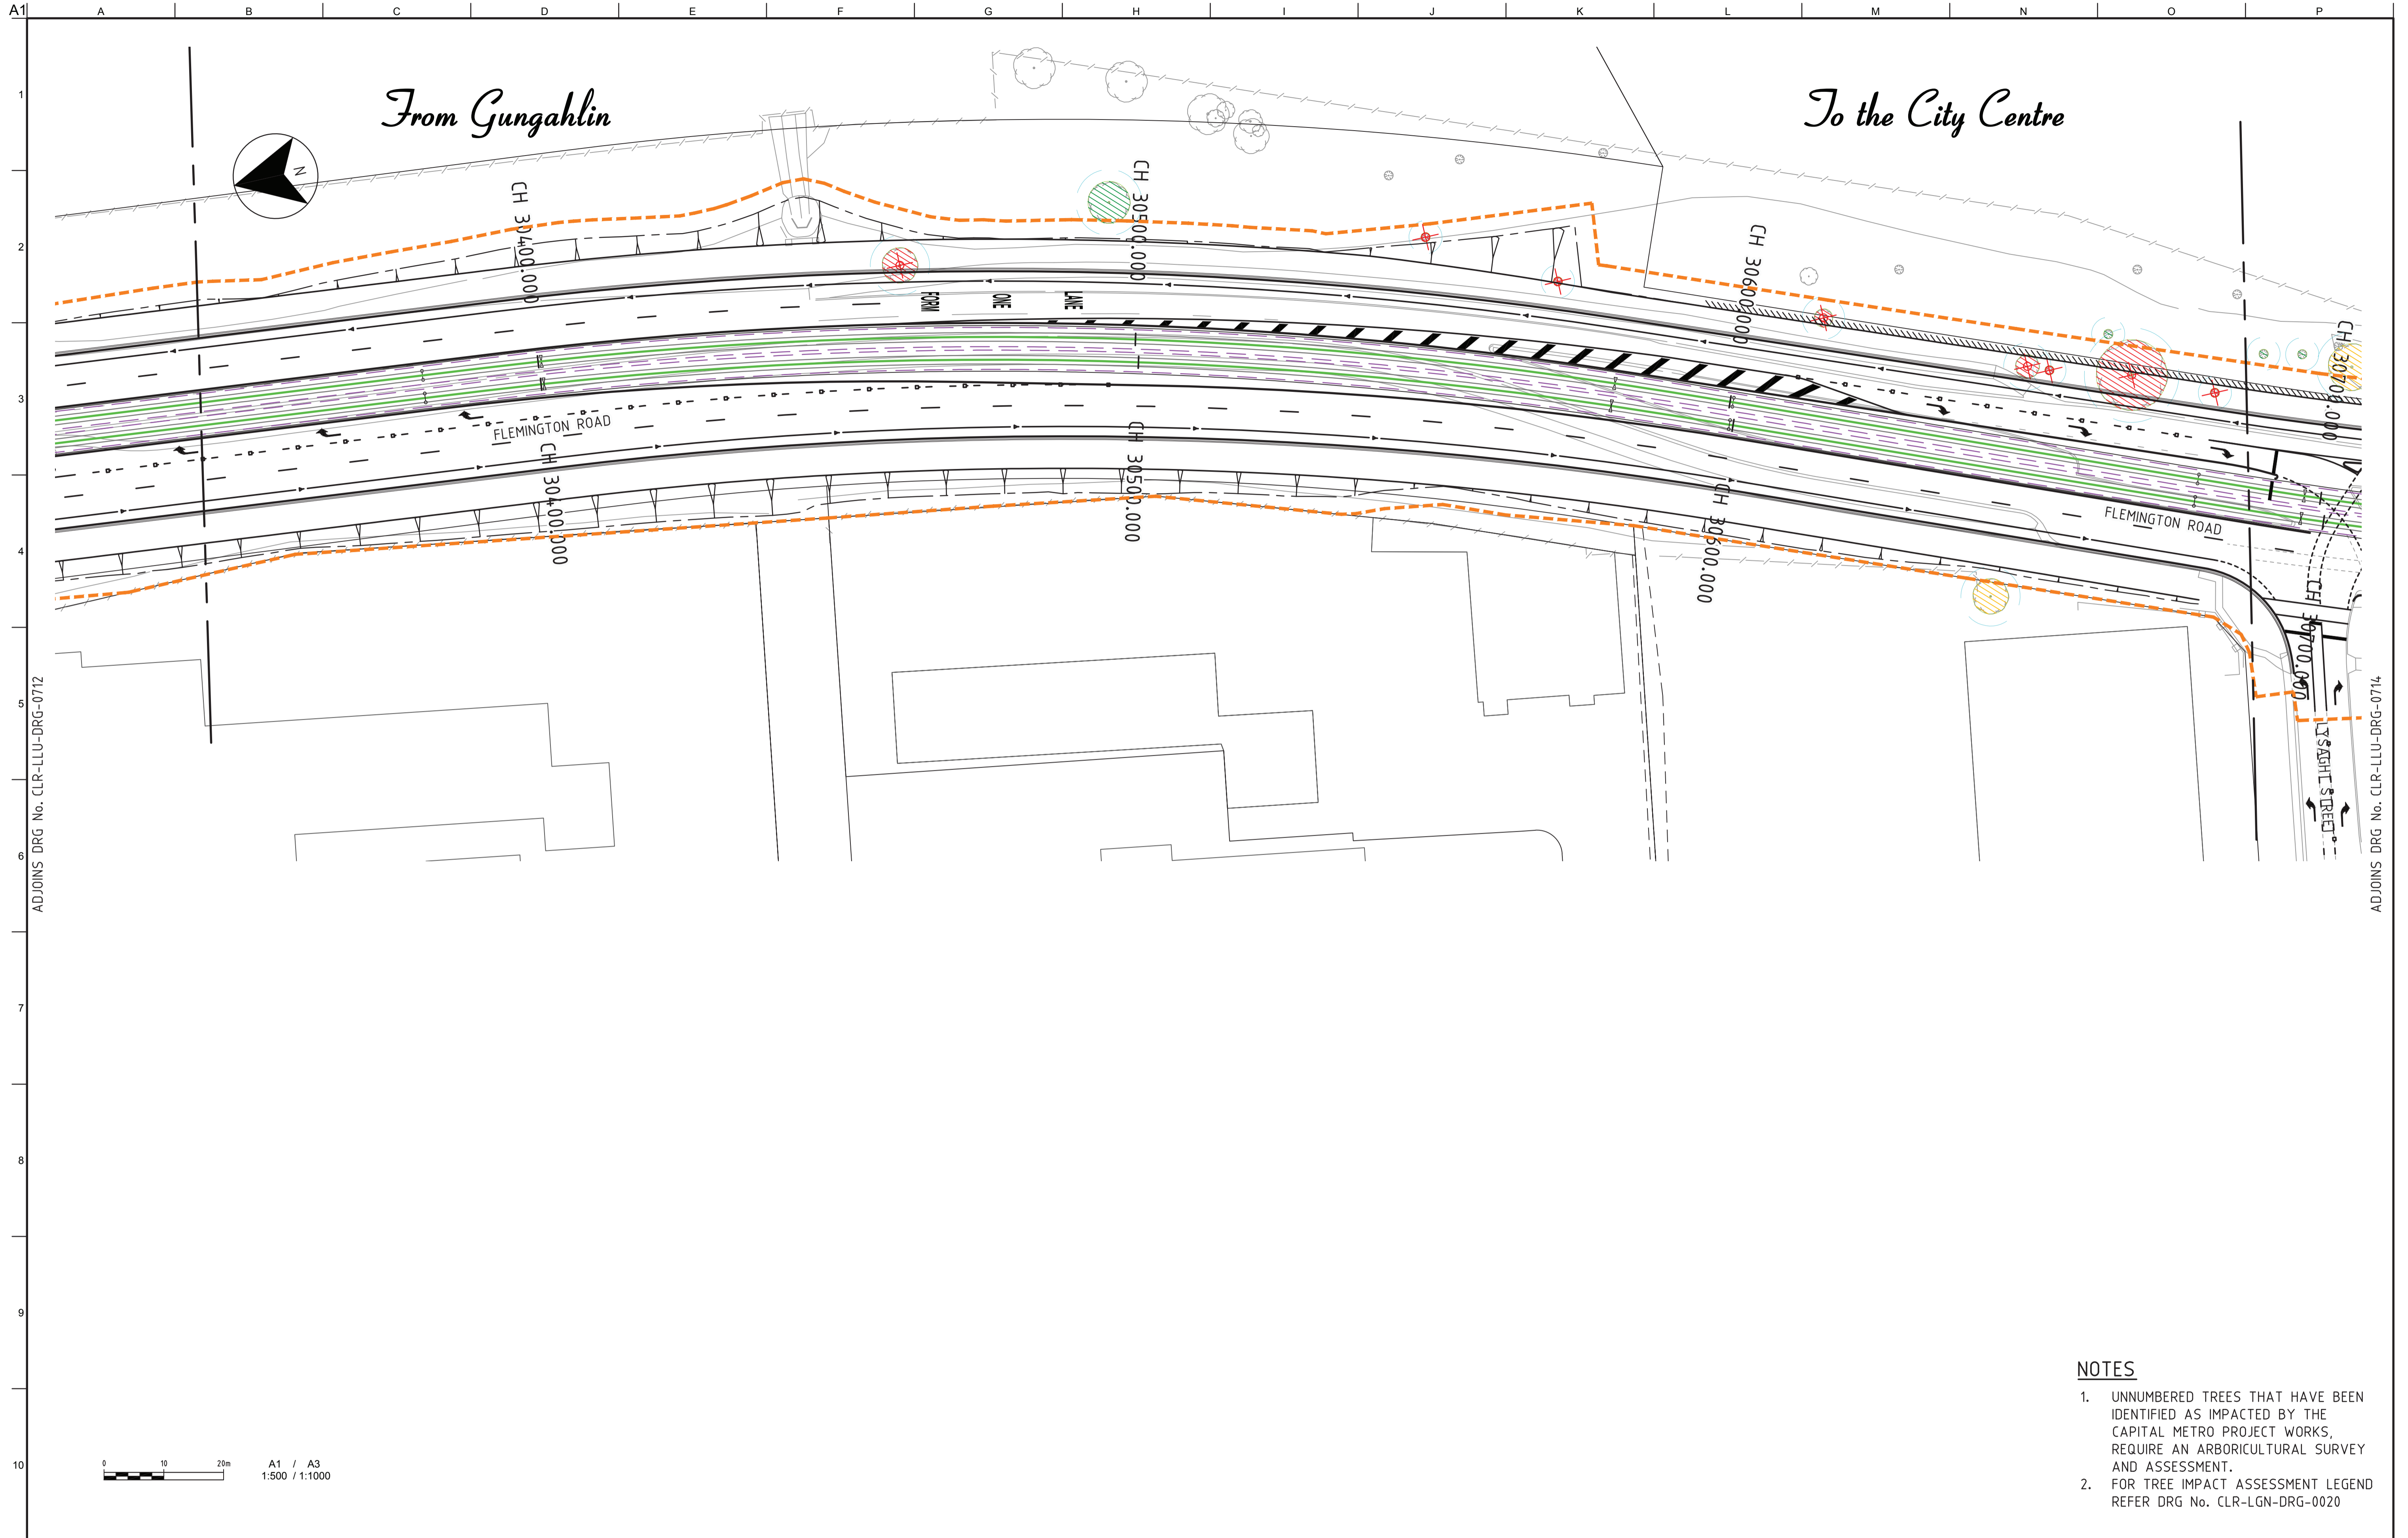 A1 A B C D E F G H I J K L M N O P
1
From Gungahlin
To the City Centre
N
CH 30400.000
CH 30500.000
CH 30600.000
2
FORM
ONE
LANE
CH 30700.000
3
FLEMINGTON ROAD
CH 30400.000
CH 30500.000
CH 30600.000
FLEMINGTON ROAD
4
CH 30700.000
5
LYSAGHT STREET
6
ADJOINS DRG No. CLR-LLU-DRG-0712
ADJOINS DRG No. CLR-LLU-DRG-0714
7
8
9
10
0 10 20m
A1 / A3
1:500 / 1:1000
NOTES
1. UNNUMBERED TREES THAT HAVE BEEN
IDENTIFIED AS IMPACTED BY THE
CAPITAL METRO PROJECT WORKS,
REQUIRE AN ARBORICULTURAL SURVEY
AND ASSESSMENT.
2. FOR TREE IMPACT ASSESSMENT LEGEND
REFER DRG No. CLR-LGN-DRG-0020